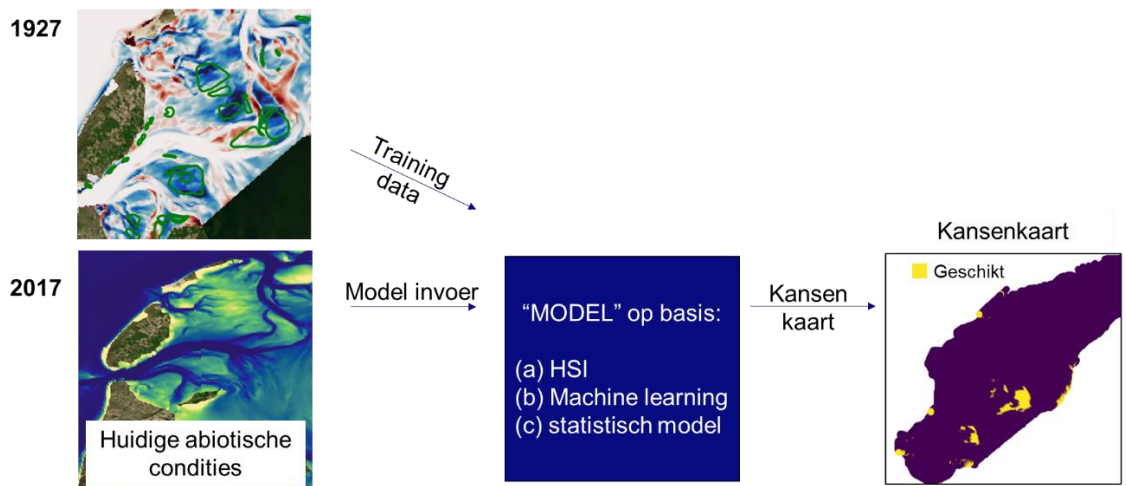 1927
Training
data
2017
Huidige abiotische
condities
Model invoer
“MODEL” op basis:
(a) HSI
(b) Machine learning
(c) statistisch model
Kansen
kaart
Kansenkaart
Geschikt